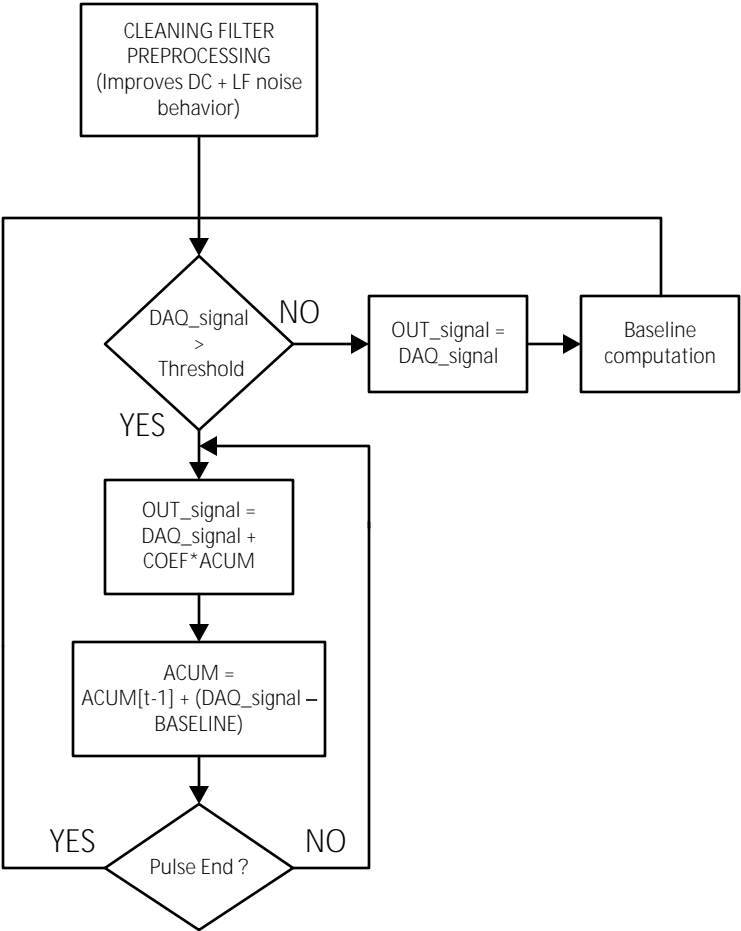 CLEANING FILTER
PREPROCESSING
(Improves DC + LF noise
behavior)
DAQ_signal
>
Threshold
NO
OUT_signal =
DAQ_signal
Baseline
computation
YES
OUT_signal =
DAQ_signal +
COEF*ACUM
ACUM =
ACUM[t-1] + (DAQ_signal –
BASELINE)
YES
Pulse End ?
NO